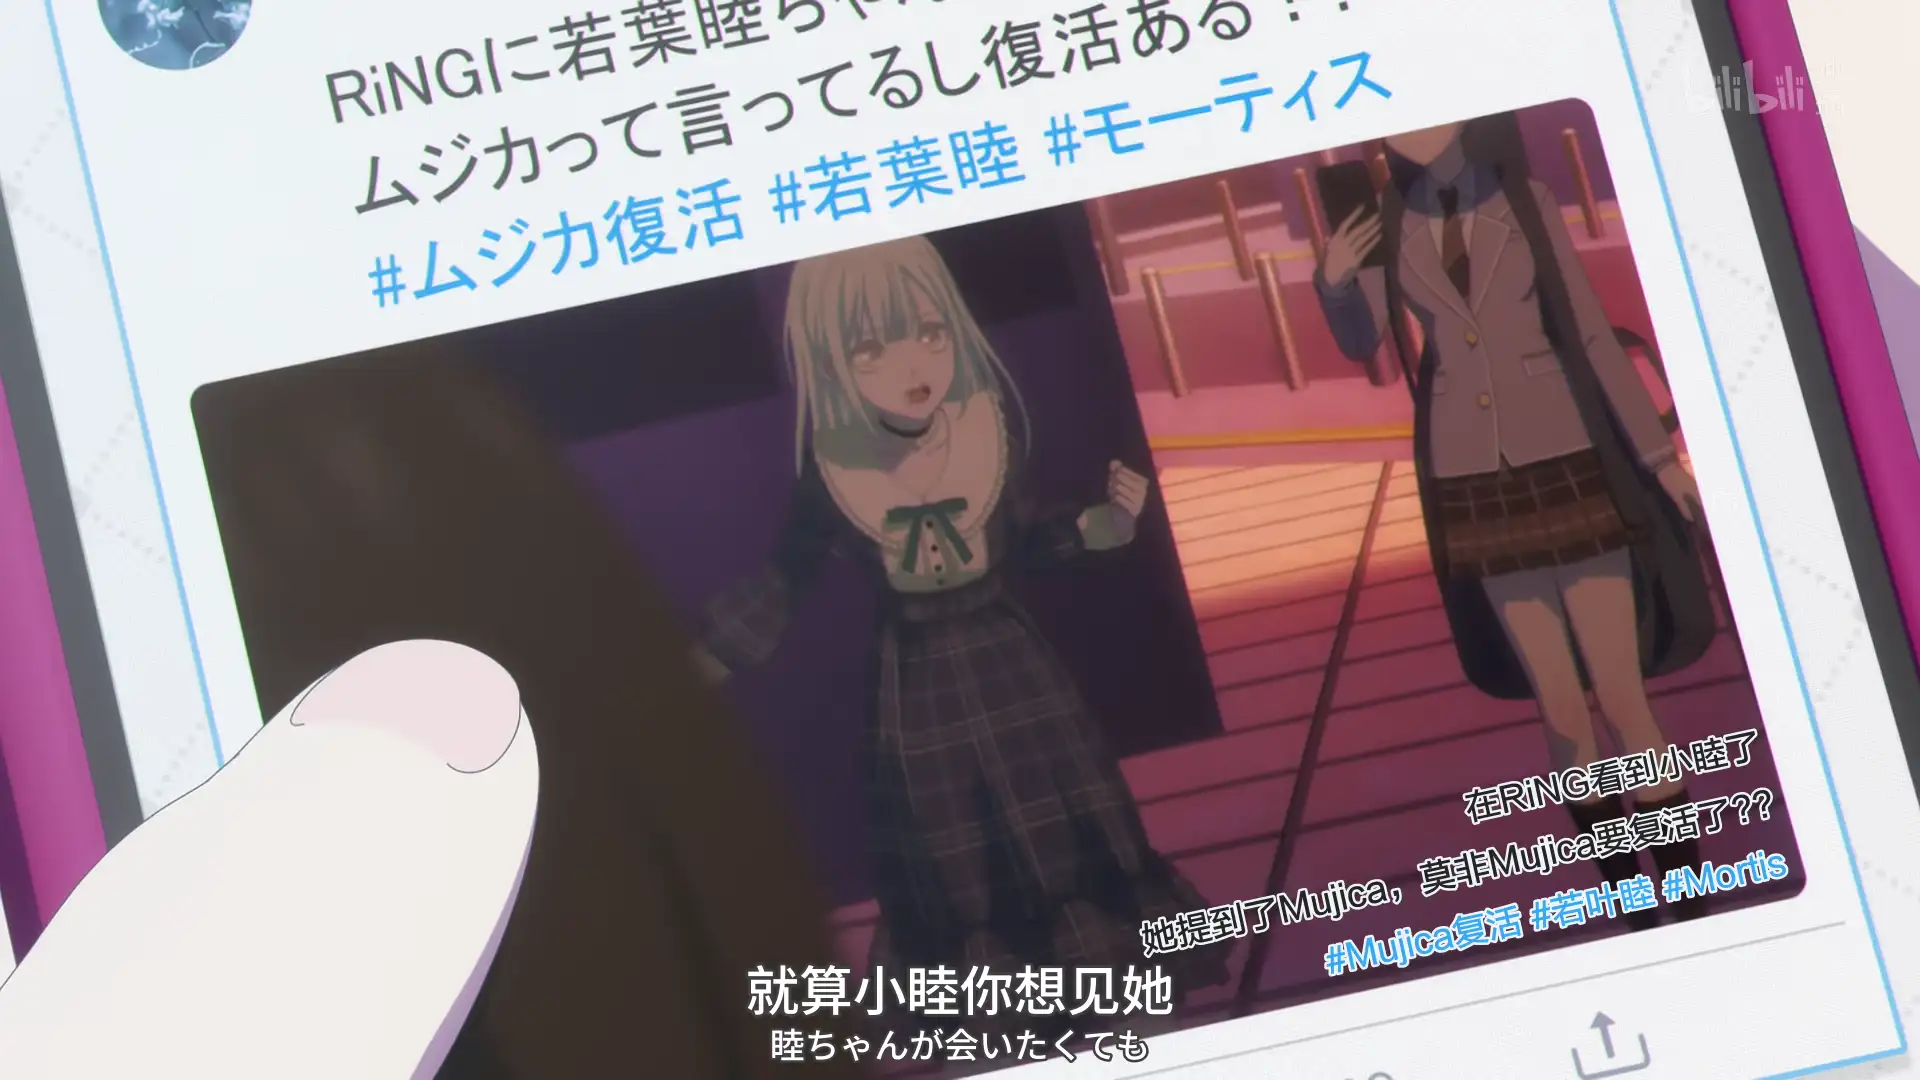 bilibili
RiNGに若葉睦ちゃん
ムジカって言ってるし復活ある??
#ムジカ復活 #若葉睦 #モーティス
在RiNG看到小睦了
她提到了Mujica，莫非Mujica要复活了??
#Mujica复活 #若叶睦 #Mortis
就算小睦你想见她
睦ちゃんが会いたくても